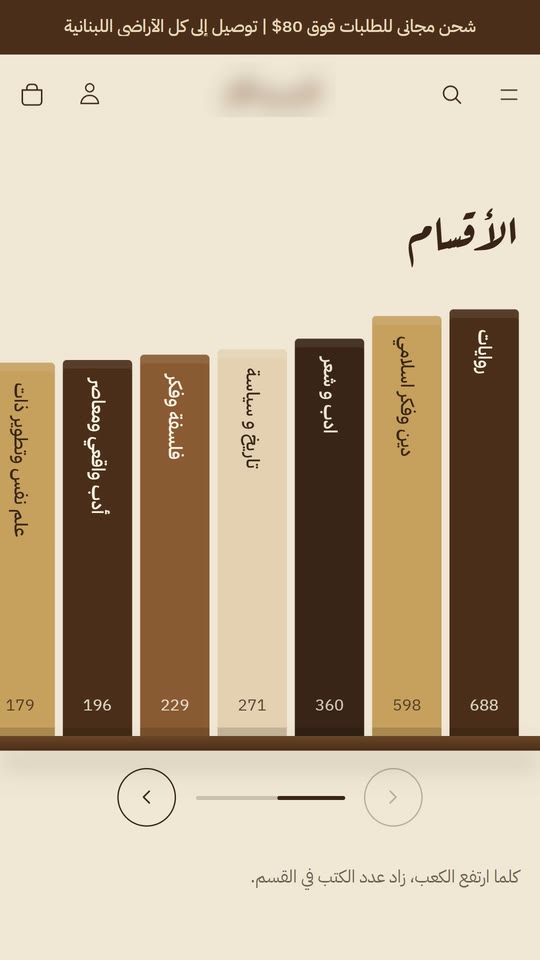 شحن مجاني للطلبات فوق 80$ | توصيل إلى كل الأراضي اللبنانية
الأقسام
روايات
688
دين وفكر اسلامي
598
ادب و شعر
360
تاريخ و سياسة
271
فلسفة وفكر
229
أدب واقعي ومعاصر
196
علم نفس وتطوير ذات
179
كلما ارتفع الكعب، زاد عدد الكتب في القسم.